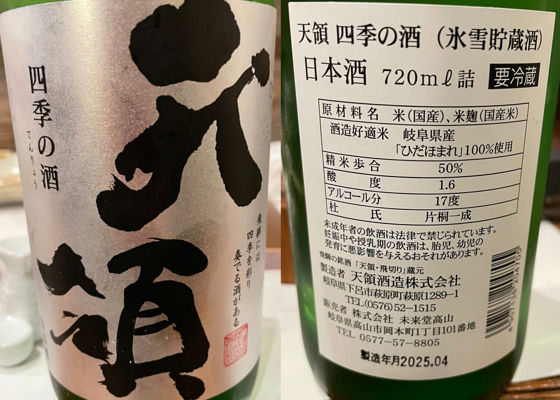 天領
四季の酒
てんりょう
飛騨には
四季を彩り
奏でる酒がある
天領 四季の酒（氷雪貯蔵酒）
日本酒 720mℓ詰 要冷蔵
原材料名 米（国産）、米麹（国産米）
酒造好適米 岐阜県産
「ひだほまれ」100％使用
精米歩合 50%
酸度 1.6
アルコール分 17度
杜氏 片桐一成
未成年者の飲酒は法律で禁じられています。
妊娠中や授乳期の飲酒は、胎児、幼児の
発育に悪影響を与えるおそれがあります。
飛騨の銘酒「天領・飛切り」蔵元
製造者 天領酒造株式会社
岐阜県下呂市萩原町萩原1289−1
TEL(0576)52−1515
販売者 株式会社 未来堂高山
岐阜県高山市岡本町1丁目101番地
TEL 0577−57−8805
製造年月2025.04